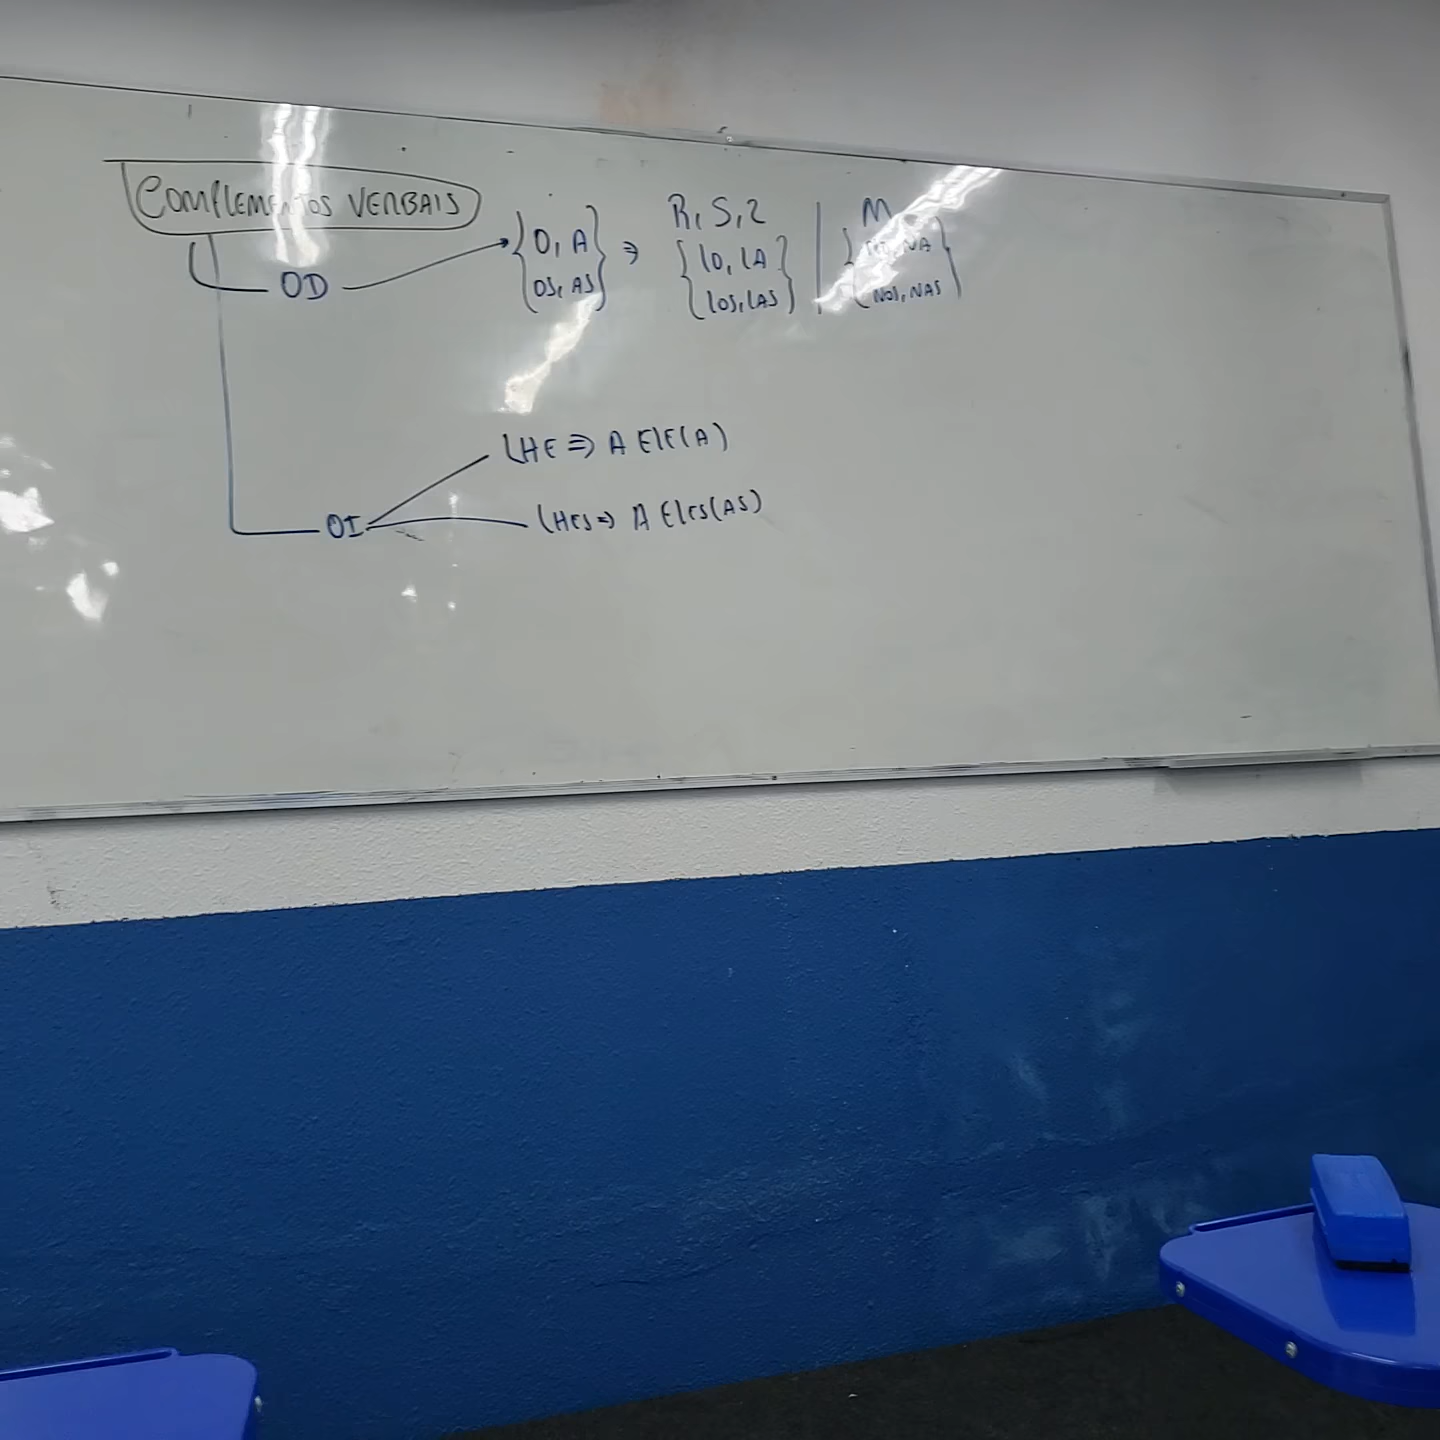 COMPLEMENTOS VERBAIS
OD → {O, A OS, AS} ⇒ R, S, Z {LO, LA LOS, LAS} | M { NA NOS, NAS}
OI
LHE ⇒ A ELE(A)
LHES ⇒ A ELES(AS)